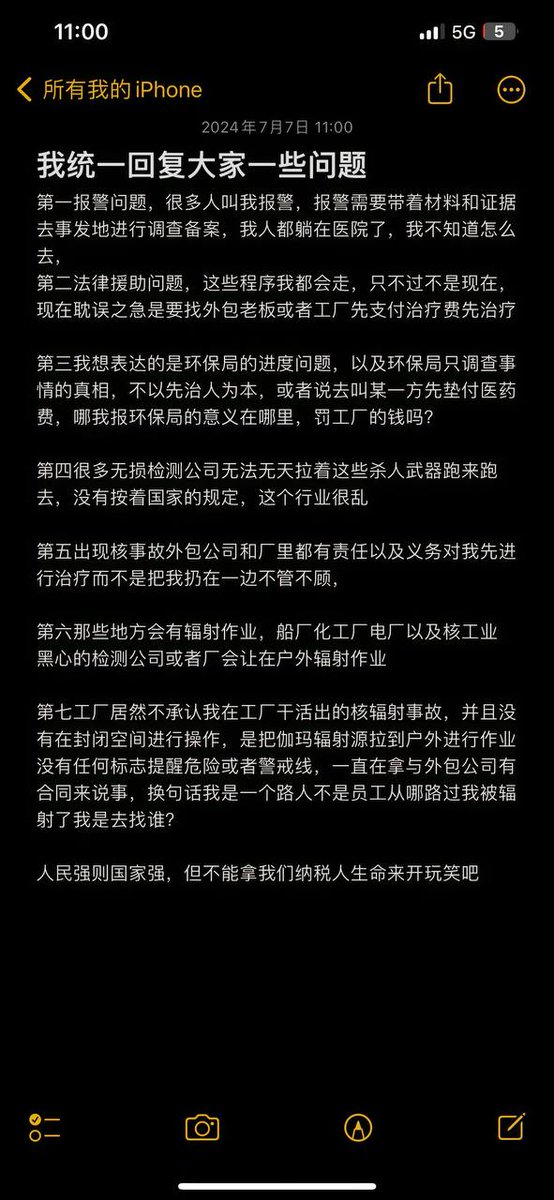 11:00
5G
5
所有我的iPhone
2024年7月7日 11:00
我统一回复大家一些问题
第一报警问题，很多人叫我报警，报警需要带着材料和证据
去事发地进行调查备案，我人都躺在医院了，我不知道怎么
去，
第二法律援助问题，这些程序我都会走，只不过不是现在，
现在耽误之急是要找外包老板或者工厂先支付治疗费先治疗
第三我想表达的是环保局的进度问题，以及环保局只调查事
情的真相，不以先治人为本，或者说去叫某一方先垫付医药
费，哪我报环保局的意义在哪里，罚工厂的钱吗?
第四很多无损检测公司无法无天拉着这些杀人武器跑来跑
去，没有按着国家的规定，这个行业很乱
第五出现核事故外包公司和厂里都有责任以及义务对我先进
行治疗而不是把我扔在一边不管不顾，
第六那些地方会有辐射作业，船厂化工厂电厂以及核工业
黑心的检测公司或者厂会让在户外辐射作业
第七工厂居然不承认我在工厂干活出的核辐射事故，并且没
有在封闭空间进行操作，是把伽玛辐射源拉到户外进行作业
没有任何标志提醒危险或者警戒线，一直在拿与外包公司有
合同来说事，换句话我是一个路人不是员工从哪路过我被辐
射了我是去找谁?
人民强则国家强，但不能拿我们纳税人生命来开玩笑吧